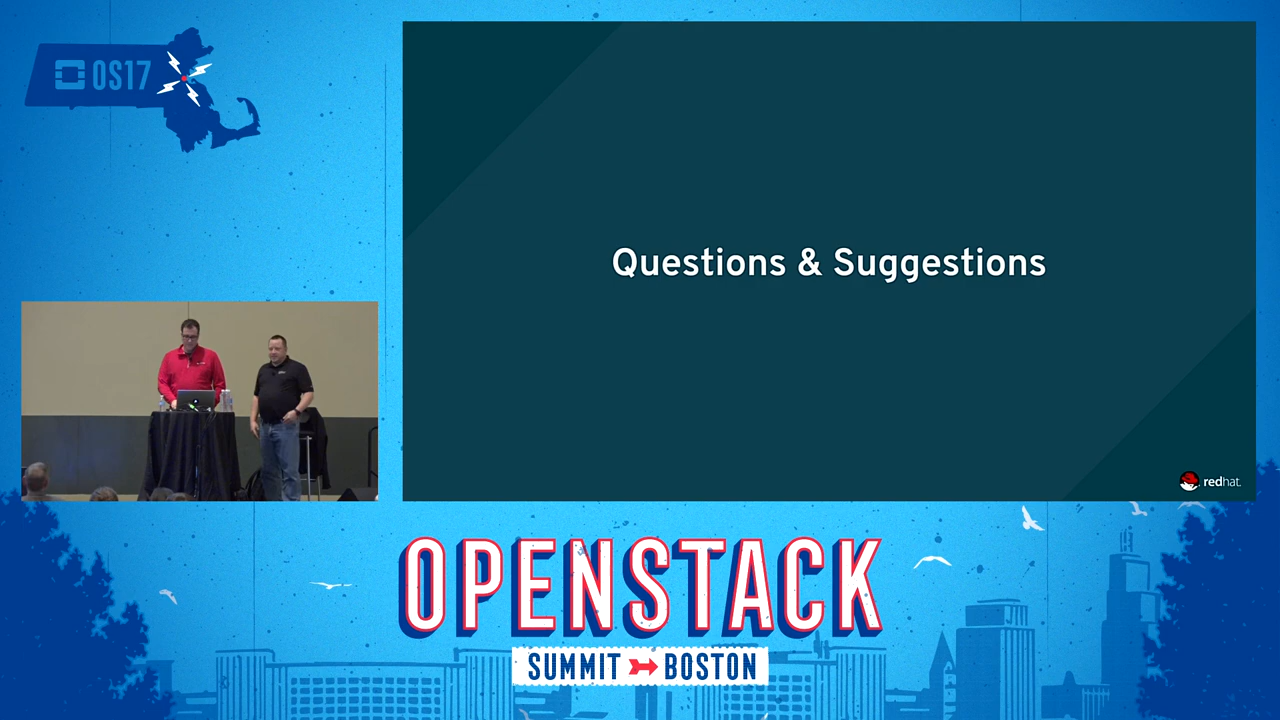 OS17
Questions & Suggestions
redhat.
OPENSTACK
SUMMIT BOSTON